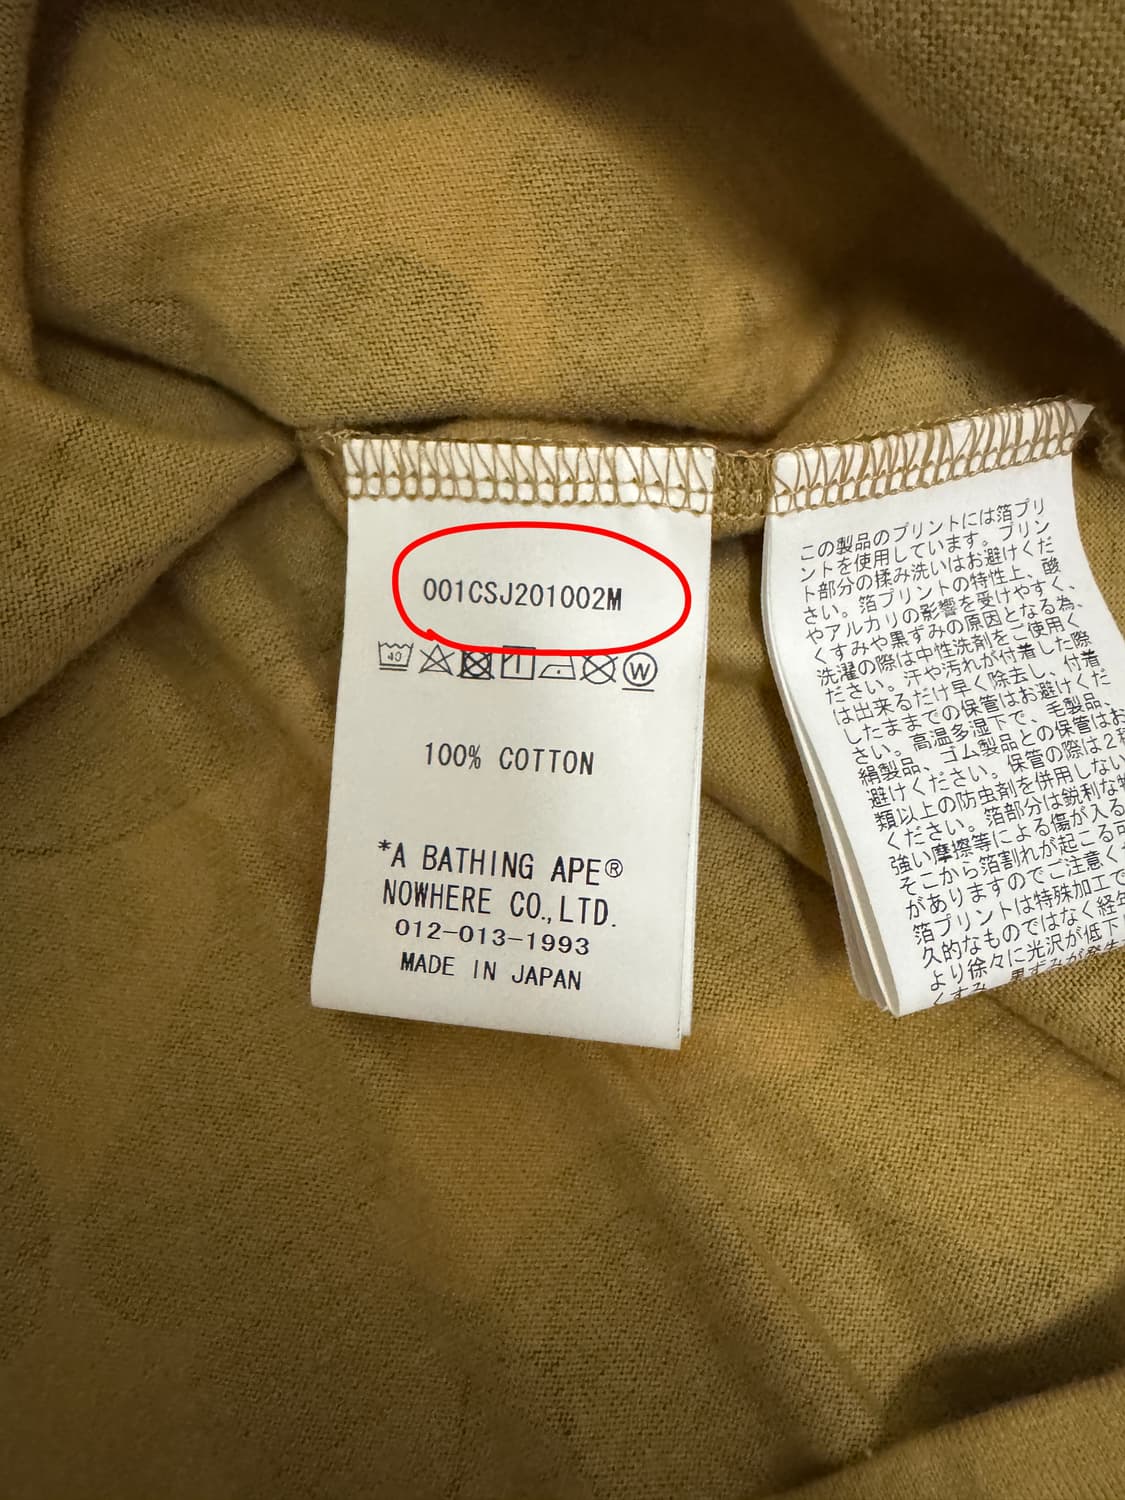 001CSJ201002M
40
W
100% COTTON
*A BATHING APE®
NOWHERE CO.,LTD.
012-013-1993
MADE IN JAPAN
この製品のプリントには箔プリ
ントを使用しています。プリン
ト部分の揉み洗いはお避けくだ
さい。箔プリントの特性上、酸
やアルカリの影響を受けやすく、
くすみや黒ずみの原因となる為、
洗濯の際は中性洗剤をご使用く
ださい。汗や汚れが付着した際
は出来るだけ早く除去し、付着
したままでの保管はお避けくだ
さい。高温多湿下で、毛製品、
絹製品、ゴム製品との保管はお
避けください。保管の際は2種
類以上の防虫剤を併用しない
ください。箔部分は鋭利な物
強い摩擦等による傷が入る
そこから箔割れが起こる可
がありますのでご注意く
箔プリントは特殊加工で
久的なものではなく経年
より徐々に光沢が低下
くすみ、黒ずみが発生